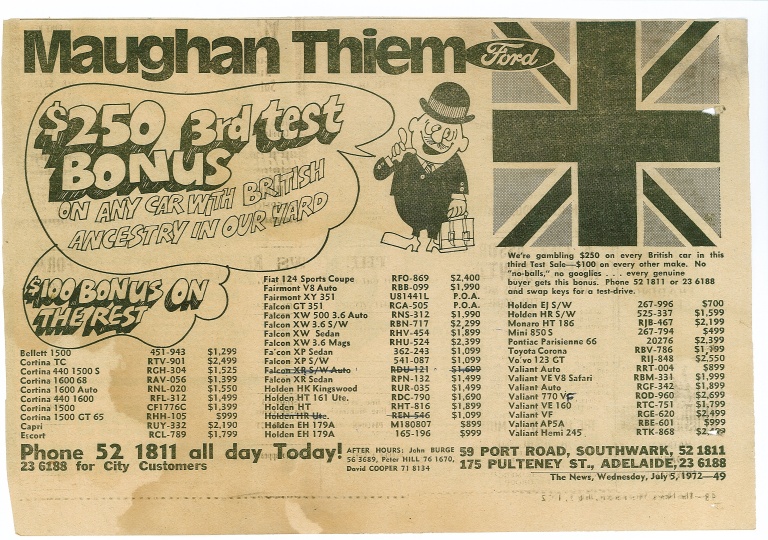 Maughan Thiem Ford
$250 3rd test
BONUS
ON ANY CAR WITH BRITISH
ANCESTRY IN OUR YARD
$100 BONUS ON
THE REST
Bellett 1500 451-943 $1,299
Cortina TC RTV-901 $2,499
Cortina 440 1500 S RGH-304 $1,525
Cortina 1600 68 RAV-056 $1,399
Cortina 1600 Auto RNL-020 $1,550
Cortina 440 1600 RFL-312 $1,499
Cortina 1500 CF1776C $1,399
Cortina 1500 GT 65 RHH-105 $999
Capri RUY-332 $2,190
Escort RCL-789 $1,799
Fiat 124 Sports Coupe RFO-869 $2,400
Fairmont V8 Auto RBB-099 $1,990
Fairmont XY 351 U81441L P.O.A.
Falcon GT 351 RGA-505 P.O.A.
Falcon XW 500 3.6 Auto RNS-312 $1,990
Falcon XW 3.6 S/W RBN-717 $2,299
Falcon XW Sedan RHV-454 $1,899
Falcon XW 3.6 Mags RHU-524 $2,399
Falcon XP Sedan 362-243 $1,099
Falcon XP S/W 541-087 $1,099
Falcon XR S/W Auto RDU-121 $1,699
Falcon XR Sedan RPN-132 $1,499
Holden HK Kingswood RUR-035 $1,499
Holden HT 161 Ute. RDC-790 $1,690
Holden HT RHT-816 $1,899
Holden HR Ute. REN-546 $1,099
Holden EH 179A M180807 $899
Holden EH 179A 165-196 $999
We're gambling $250 on every British car in this
third Test Sale—$100 on every other make. No
"no-balls," no googlies . . . every genuine
buyer gets this bonus. Phone 52 1811 or 23 6188
and swap keys for a test-drive.
Holden EJ S/W 267-996 $700
Holden HR S/W 525-337 $1,599
Monaro HT 186 RJB-467 $2,199
Mini 850 S 267-794 $499
Pontiac Parisienne 66 20276 $2,399
Toyota Corona RBV-786 $1,199
Vo vo 123 GT RIJ-848 $2,550
Valiant Auto RRT-004 $899
Valiant VE V8 Safari RBM-331 $1,999
Valiant Auto RGF-342 $1,899
Valiant 770 VF ROD-960 $2,699
Valiant VE 160 RTC-751 $1,799
Valiant VF RGE-620 $2,499
Valiant AP5A RBE-601 $999
Valiant Hemi 245 RTK-868
Phone 52 1811 all day Today!
23 6188 for City Customers
AFTER HOURS: John BURGE
56 3689, Peter HILL 76 1670,
David COOPER 71 8134
59 PORT ROAD, SOUTHWARK, 52 1811
175 PULTENEY ST., ADELAIDE, 23 6188
The News, Wednesday, July 5, 1972—49